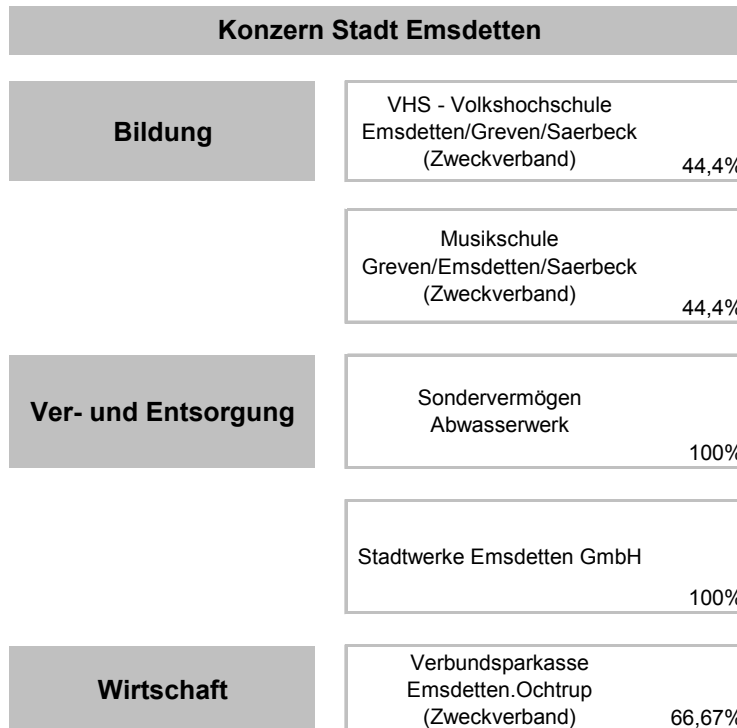 Konzern Stadt Emsdetten
Bildung
VHS - Volkshochschule
Emsdetten/Greven/Saerbeck
(Zweckverband)
44,4%
Musikschule
Greven/Emsdetten/Saerbeck
(Zweckverband)
44,4%
Ver- und Entsorgung
Sondervermögen
Abwasserwerk
100%
Stadtwerke Emsdetten GmbH
100%
Wirtschaft
Verbundsparkasse
Emsdetten.Ochtrup
(Zweckverband)
66,67%